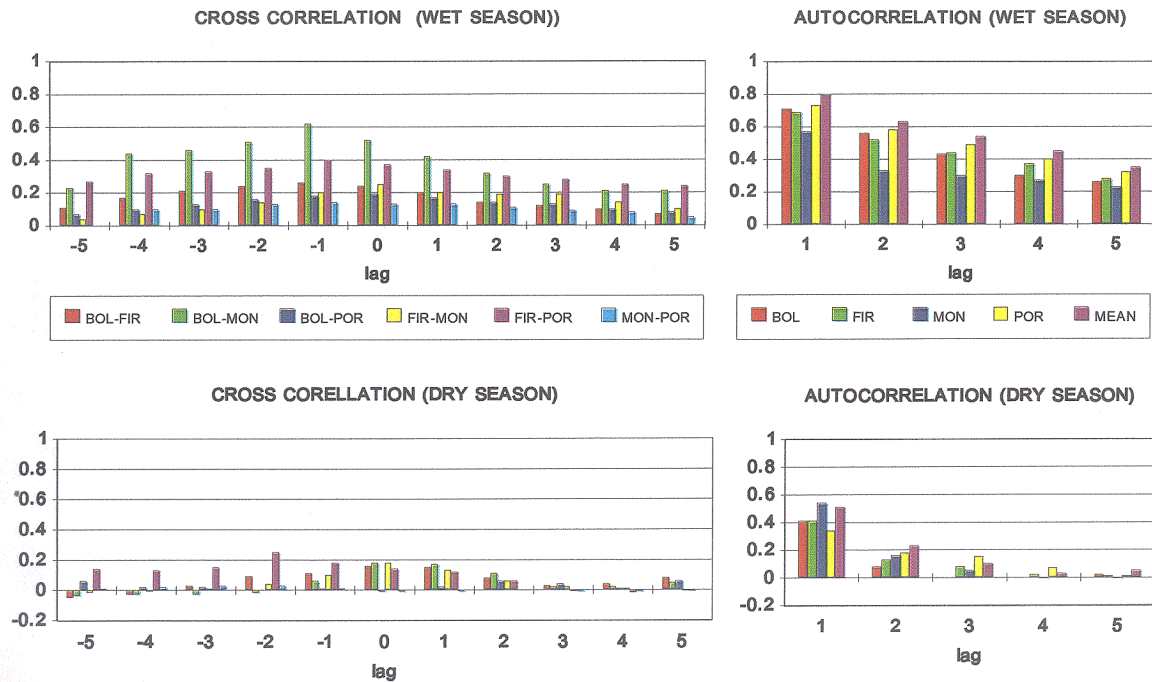 CROSS CORRELATION (WET SEASON))
1
0.8
0.6
0.4
0.2
0
-5 -4 -3 -2 -1 0 1 2 3 4 5
lag
BOL-FIR BOL-MON BOL-POR FIR-MON FIR-POR MON-POR
AUTOCORRELATION (WET SEASON)
1
0.8
0.6
0.4
0.2
0
1 2 3 4 5
lag
BOL FIR MON POR MEAN
CROSS CORELLATION (DRY SEASON)
1
0.8
0.6
0.4
0.2
0
-0.2
-5 -4 -3 -2 -1 0 1 2 3 4 5
lag
AUTOCORRELATION (DRY SEASON)
1
0.8
0.6
0.4
0.2
0
-0.2
1 2 3 4 5
lag